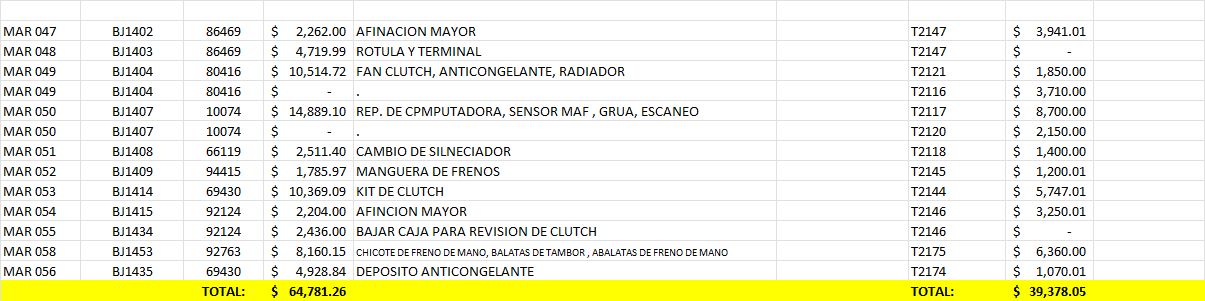 MAR 047 BJ1402 86469 $ 2,262.00 AFINACION MAYOR T2147 $ 3,941.01
MAR 048 BJ1403 86469 $ 4,719.99 ROTULA Y TERMINAL T2147 $ -
MAR 049 BJ1404 80416 $ 10,514.72 FAN CLUTCH, ANTICONGELANTE, RADIADOR T2121 $ 1,850.00
MAR 049 BJ1404 80416 $ - . T2116 $ 3,710.00
MAR 050 BJ1407 10074 $ 14,889.10 REP. DE CPMPUTADORA, SENSOR MAF , GRUA, ESCANEO T2117 $ 8,700.00
MAR 050 BJ1407 10074 $ - . T2120 $ 2,150.00
MAR 051 BJ1408 66119 $ 2,511.40 CAMBIO DE SILNECIADOR T2118 $ 1,400.00
MAR 052 BJ1409 94415 $ 1,785.97 MANGUERA DE FRENOS T2145 $ 1,200.01
MAR 053 BJ1414 69430 $ 10,369.09 KIT DE CLUTCH T2144 $ 5,747.01
MAR 054 BJ1415 92124 $ 2,204.00 AFINCION MAYOR T2146 $ 3,250.01
MAR 055 BJ1434 92124 $ 2,436.00 BAJAR CAJA PARA REVISION DE CLUTCH T2146 $ -
MAR 058 BJ1453 92763 $ 8,160.15 CHICOTE DE FRENO DE MANO, BALATAS DE TAMBOR , ABALATAS DE FRENO DE MANO T2175 $ 6,360.00
MAR 056 BJ1435 69430 $ 4,928.84 DEPOSITO ANTICONGELANTE T2174 $ 1,070.01
TOTAL: $ 64,781.26 TOTAL: $ 39,378.05